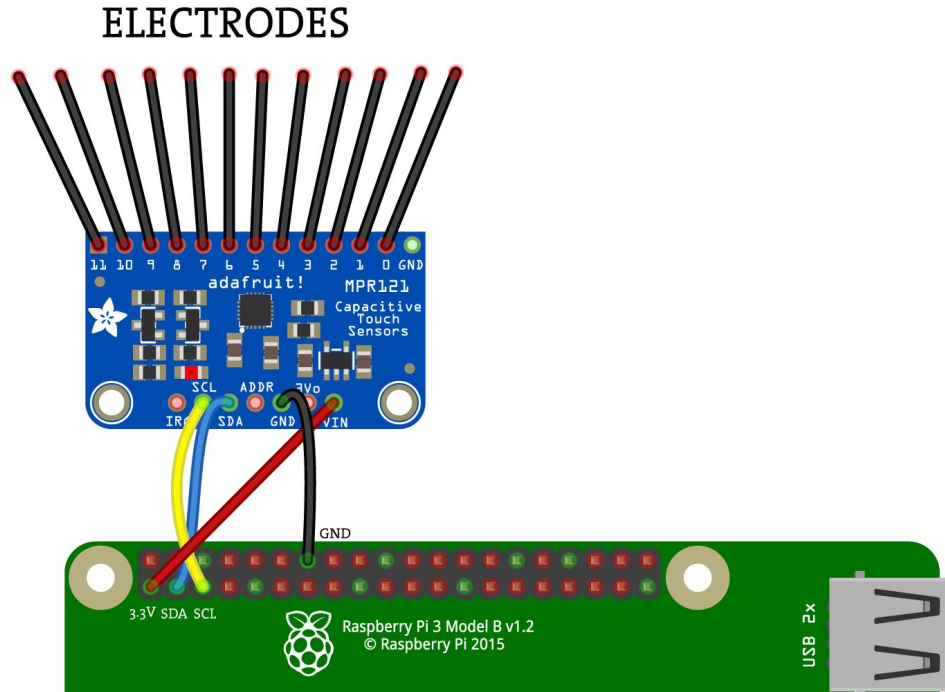 ELECTRODES
11 10 9 8 7 6 5 4 3 2 1 0 GND
adafruit!
MPR121
Capacitive
Touch
Sensors
SCL ADDR 3Vo
SDA GND VIN
GND
3.3V SDA SCL
Raspberry Pi 3 Model B v1.2
© Raspberry Pi 2015
USB 2x